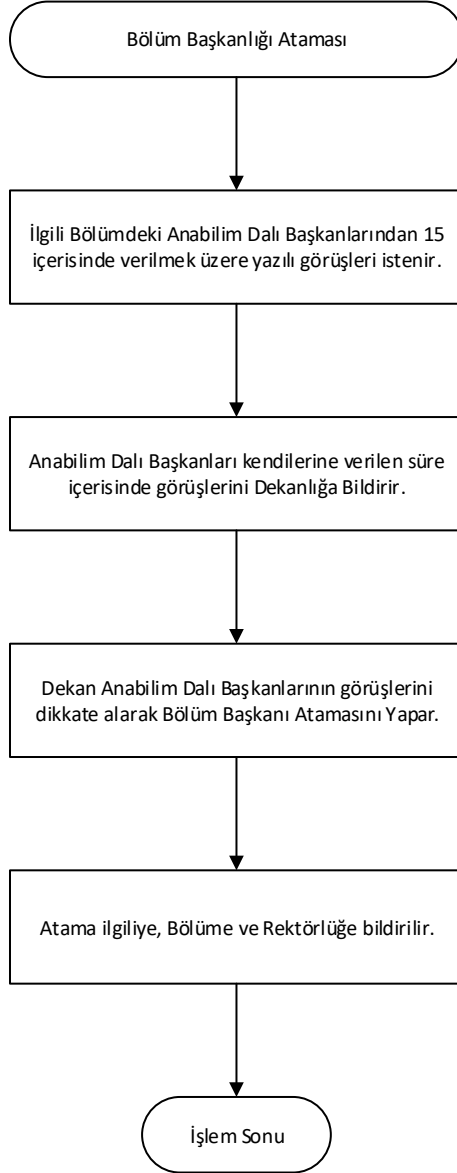 Bölüm Başkanlığı Ataması
İlgili Bölümdeki Anabilim Dalı Başkanlarından 15
içerisinde verilmek üzere yazılı görüşleri istenir.
Anabilim Dalı Başkanları kendilerine verilen süre
içerisinde görüşlerini Dekanlığa Bildirir.
Dekan Anabilim Dalı Başkanlarının görüşlerini
dikkate alarak Bölüm Başkanı Atamasını Yapar.
Atama ilgiliye, Bölüme ve Rektörlüğe bildirilir.
İşlem Sonu